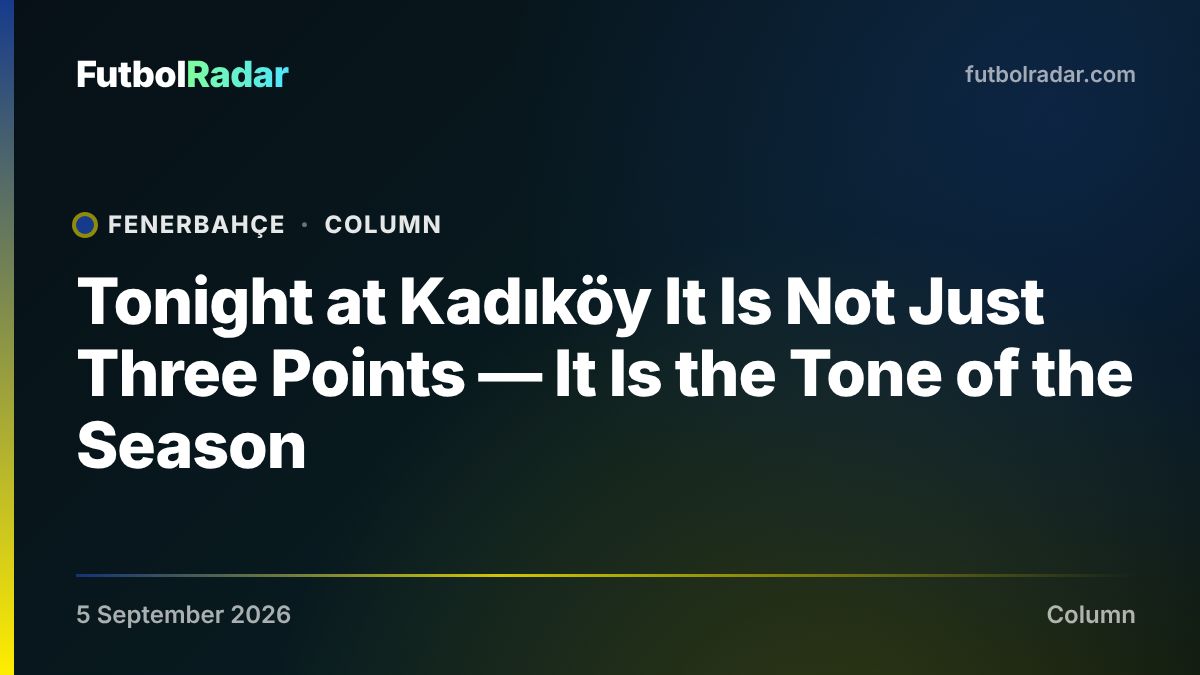 FutbolRadar
futbolradar.com
FENERBAHÇE · COLUMN
Tonight at Kadıköy It Is Not Just
Three Points — It Is the Tone of the
Season
5 September 2026
Column